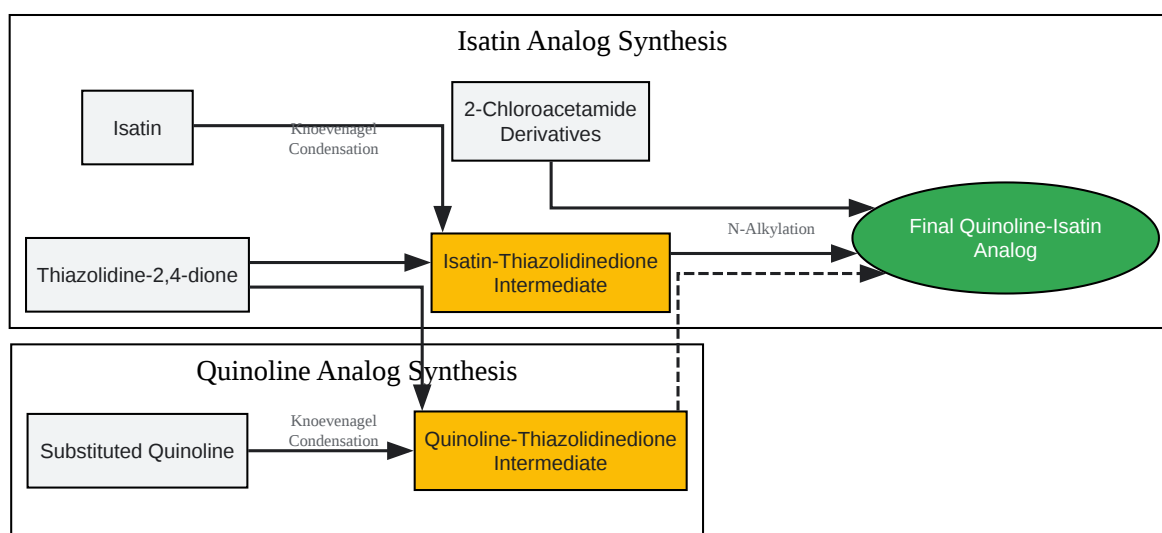 Isatin Analog Synthesis
Isatin
Knoevenagel
Condensation
2-Chloroacetamide
Derivatives
Thiazolidine-2,4-dione
Isatin-Thiazolidinedione
Intermediate
N-Alkylation
Final Quinoline-Isatin
Analog
Quinoline Analog Synthesis
Substituted Quinoline
Knoevenagel
Condensation
Quinoline-Thiazolidinedione
Intermediate